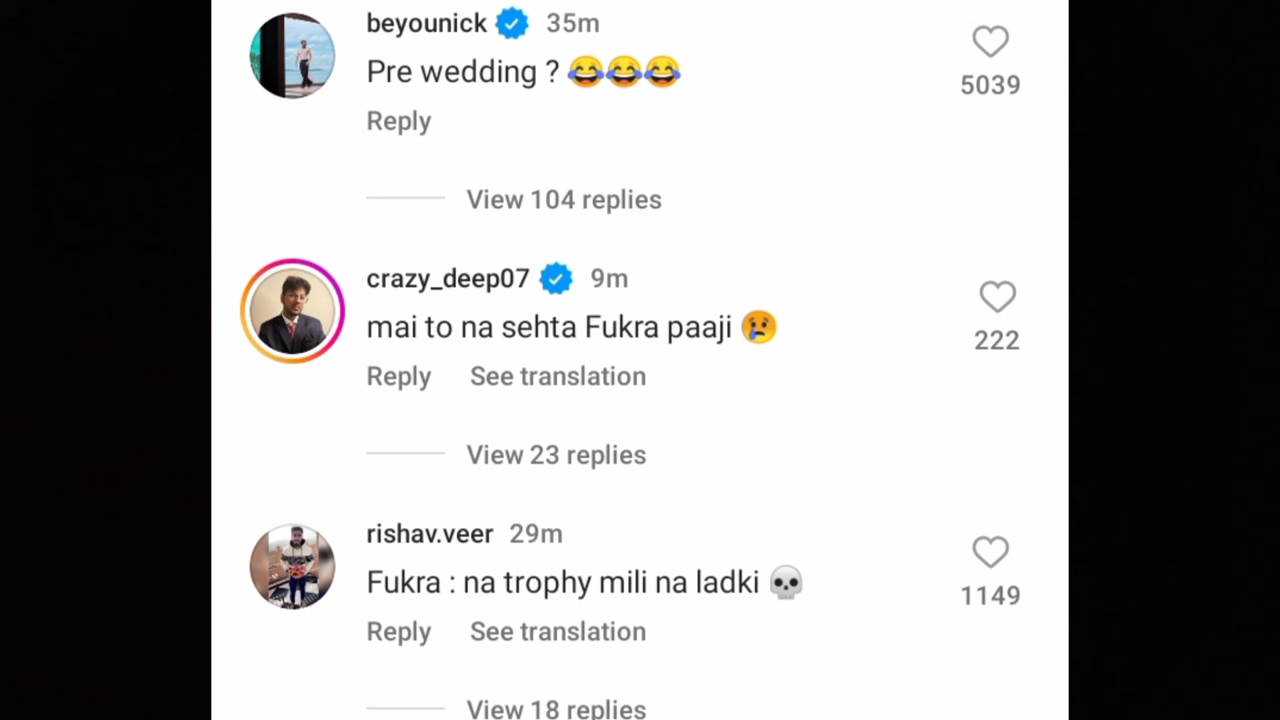 beyounick 35m
Pre wedding ? 😂😂😂
5039
Reply
View 104 replies
crazy_deep07 9m
mai to na sehta Fukra paaji 😢
222
Reply See translation
View 23 replies
rishav.veer 29m
Fukra : na trophy mili na ladki 💀
1149
Reply See translation
View 18 replies